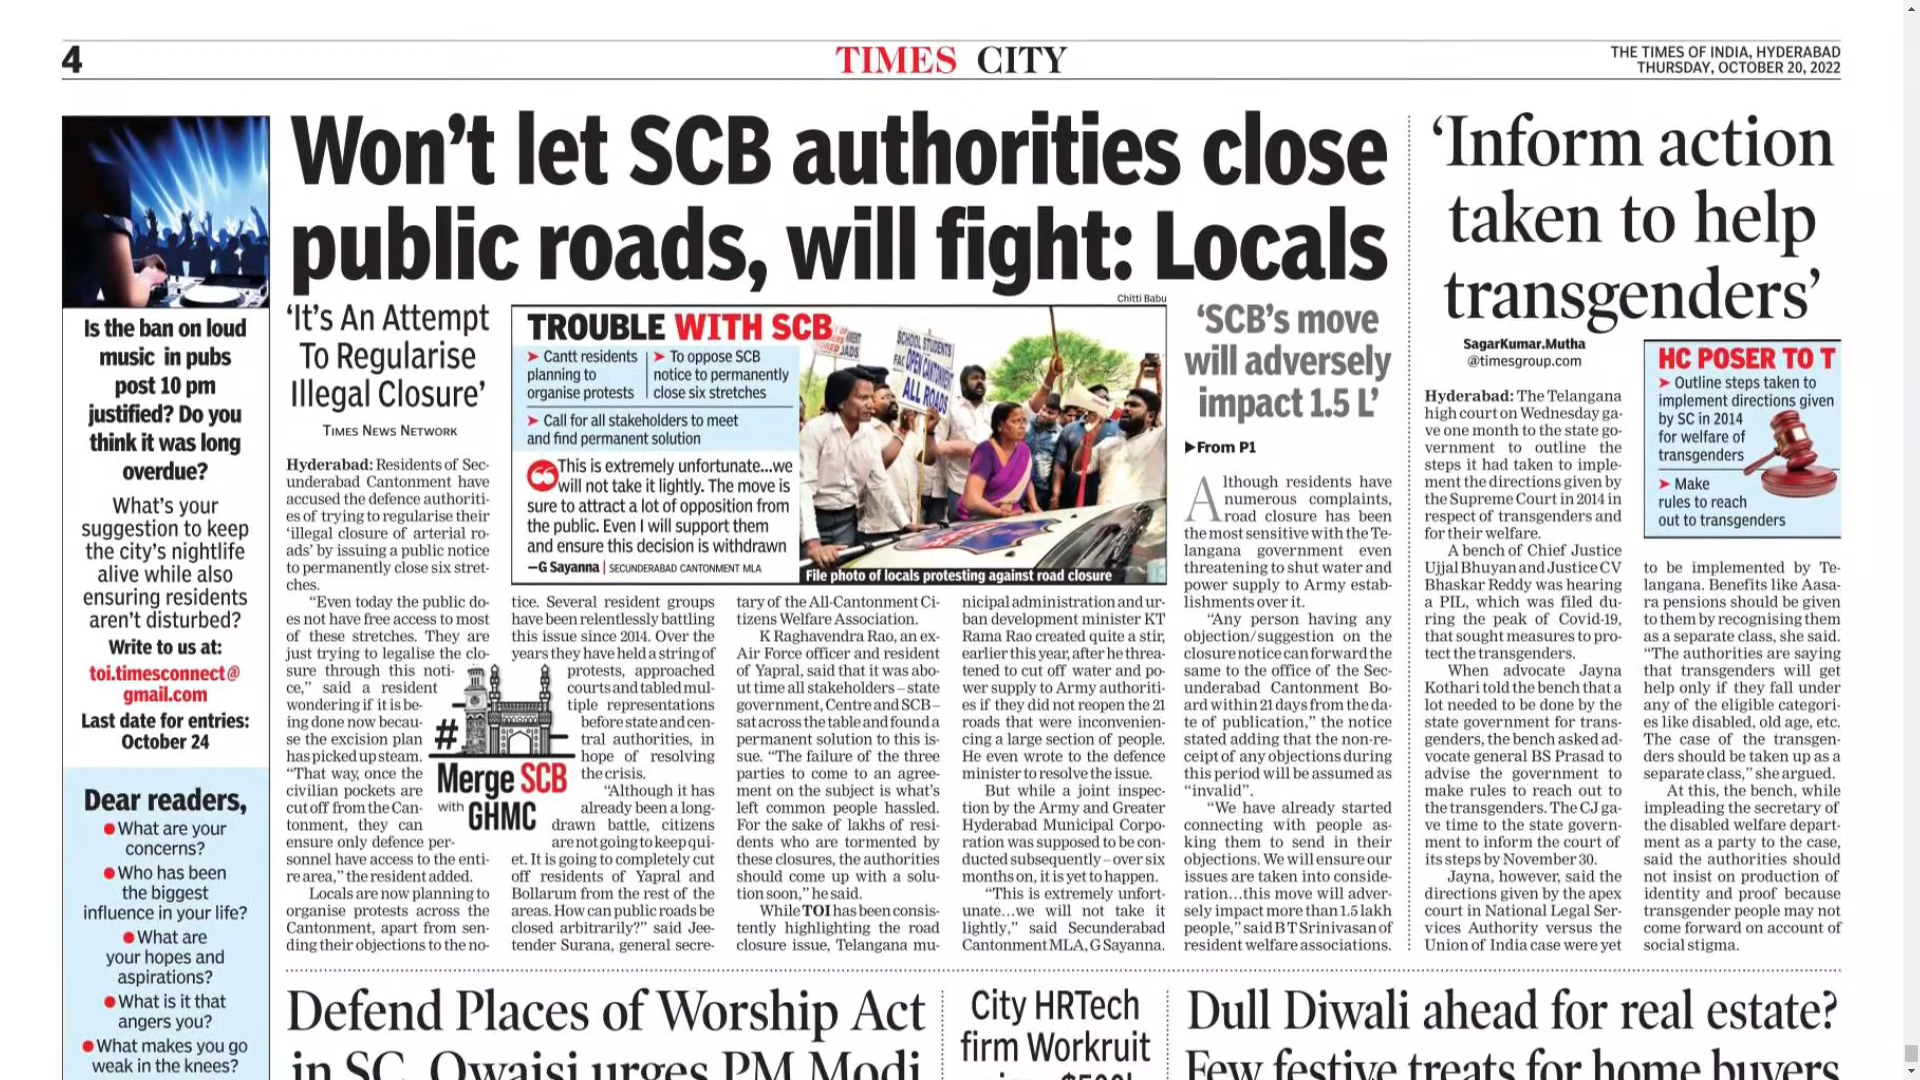 4
TIMES CITY
THE TIMES OF INDIA, HYDERABAD
THURSDAY, OCTOBER 20, 2022
Is the ban on loud
music in pubs
post 10 pm
justified? Do you
think it was long
overdue?
What's your
suggestion to keep
the city's nightlife
alive while also
ensuring residents
aren't disturbed?
Write to us at:
toi.timesconnect@
gmail.com
Last date for entries:
October 24
Dear readers,
● What are your
concerns?
● Who has been
the biggest
influence in your life?
● What are
your hopes and
aspirations?
● What is it that
angers you?
● What makes you go
weak in the knees?
Won't let SCB authorities close
public roads, will fight: Locals
'It's An Attempt
To Regularise
Illegal Closure'
TIMES NEWS NETWORK
Hyderabad: Residents of Sec-
underabad Cantonment have
accused the defence authoriti-
es of trying to regularise their
'illegal closure of arterial ro-
ads' by issuing a public notice
to permanently close six stret-
ches.
"Even today the public do-
es not have free access to most
of these stretches. They are
just trying to legalise the clo-
sure through this noti-
ce," said a resident
wondering if it is be-
ing done now becau-
se the excision plan
has picked up steam.
"That way, once the
civilian pockets are
cut off from the Can-
tonment, they can
ensure only defence per-
sonnel have access to the enti-
re area," the resident added.
Locals are now planning to
organise protests across the
Cantonment, apart from sen-
ding their objections to the no-
Chitti Babu
TROUBLE WITH SCB
➤ Cantt residents
planning to
organise protests
➤ To oppose SCB
notice to permanently
close six stretches
➤ Call for all stakeholders to meet
and find permanent solution
This is extremely unfortunate...we
will not take it lightly. The move is
sure to attract a lot of opposition from
the public. Even I will support them
and ensure this decision is withdrawn
—G Sayanna | SECUNDERABAD CANTONMENT MLA
SCHOOL STUDENTS
OPEN CANTONMENT
ALL ROADS
File photo of locals protesting against road closure
#
Merge SCB
with GHMC
tice. Several resident groups
have been relentlessly battling
this issue since 2014. Over the
years they have held a string of
protests, approached
courts and tabled mul-
tiple representations
before state and cen-
tral authorities, in
hope of resolving
the crisis.
"Although it has
already been a long-
drawn battle, citizens
are not going to keep qui-
et. It is going to completely cut
off residents of Yapral and
Bollarum from the rest of the
areas. How can public roads be
closed arbitrarily?" said Jee-
tender Surana, general secre-
tary of the All-Cantonment Ci-
tizens Welfare Association.
K Raghavendra Rao, an ex-
Air Force officer and resident
of Yapral, said that it was abo-
ut time all stakeholders – state
government, Centre and SCB –
sat across the table and found a
permanent solution to this is-
sue. "The failure of the three
parties to come to an agree-
ment on the subject is what's
left common people hassled.
For the sake of lakhs of resi-
dents who are tormented by
these closures, the authorities
should come up with a solu-
tion soon," he said.
While TOI has been consis-
tently highlighting the road
closure issue, Telangana mu-
nicipal administration and ur-
ban development minister KT
Rama Rao created quite a stir,
earlier this year, after he threa-
tened to cut off water and po-
wer supply to Army authoriti-
es if they did not reopen the 21
roads that were inconvenien-
cing a large section of people.
He even wrote to the defence
minister to resolve the issue.
But while a joint inspec-
tion by the Army and Greater
Hyderabad Municipal Corpo-
ration was supposed to be con-
ducted subsequently – over six
months on, it is yet to happen.
"This is extremely unfort-
unate...we will not take it
lightly," said Secunderabad
Cantonment MLA, G Sayanna.
'SCB's move
will adversely
impact 1.5 L'
▶From P1
Although residents have
numerous complaints,
road closure has been
the most sensitive with the Te-
langana government even
threatening to shut water and
power supply to Army estab-
lishments over it.
"Any person having any
objection/suggestion on the
closure notice can forward the
same to the office of the Sec-
underabad Cantonment Bo-
ard within 21 days from the da-
te of publication," the notice
stated adding that the non-re-
ceipt of any objections during
this period will be assumed as
"invalid".
"We have already started
connecting with people as-
king them to send in their
objections. We will ensure our
issues are taken into conside-
ration...this move will adver-
sely impact more than 1.5 lakh
people," said B T Srinivasan of
resident welfare associations.
'Inform action
taken to help
transgenders'
SagarKumar.Mutha
@timesgroup.com
Hyderabad: The Telangana
high court on Wednesday ga-
ve one month to the state go-
vernment to outline the
steps it had taken to imple-
ment the directions given by
the Supreme Court in 2014 in
respect of transgenders and
for their welfare.
A bench of Chief Justice
Ujjal Bhuyan and Justice CV
Bhaskar Reddy was hearing
a PIL, which was filed du-
ring the peak of Covid-19,
that sought measures to pro-
tect the transgenders.
When advocate Jayna
Kothari told the bench that a
lot needed to be done by the
state government for trans-
genders, the bench asked ad-
vocate general BS Prasad to
advise the government to
make rules to reach out to
the transgenders. The CJ ga-
ve time to the state govern-
ment to inform the court of
its steps by November 30.
Jayna, however, said the
directions given by the apex
court in National Legal Ser-
vices Authority versus the
Union of India case were yet
HC POSER TO T
➤ Outline steps taken to
implement directions given
by SC in 2014
for welfare of
transgenders
➤ Make
rules to reach
out to transgenders
to be implemented by Te-
langana. Benefits like Aasa-
ra pensions should be given
to them by recognising them
as a separate class, she said.
"The authorities are saying
that transgenders will get
help only if they fall under
any of the eligible categori-
es like disabled, old age, etc.
The case of the transgen-
ders should be taken up as a
separate class," she argued.
At this, the bench, while
impleading the secretary of
the disabled welfare depart-
ment as a party to the case,
said the authorities should
not insist on production of
identity and proof because
transgender people may not
come forward on account of
social stigma.
Defend Places of Worship Act
in SC, Owaisi urges PM Modi
City HRTech
firm Workruit
Dull Diwali ahead for real estate?
Few festive treats for home buyers